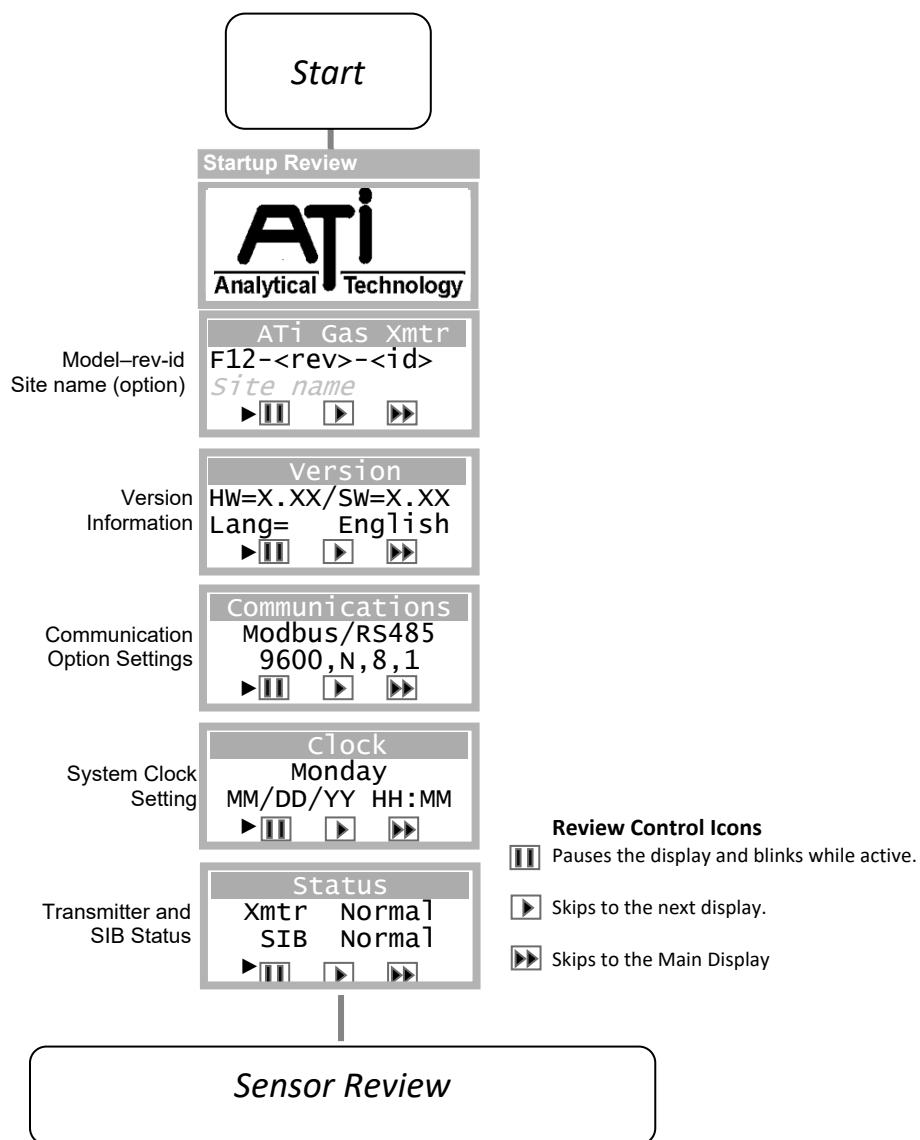 Start
Startup Review
ATi
Analytical Technology
ATi Gas Xmtr
Model–rev-id
Site name (option)
F12-<rev>-<id>
Site name
Version
Version
Information
HW=X.XX/SW=X.XX
Lang= English
Communications
Communication
Option Settings
Modbus/RS485
9600,N,8,1
Clock
System Clock
Setting
Monday
MM/DD/YY HH:MM
Review Control Icons
Pauses the display and blinks while active.
Skips to the next display.
Skips to the Main Display
Status
Transmitter and
SIB Status
Xmtr Normal
SIB Normal
Sensor Review